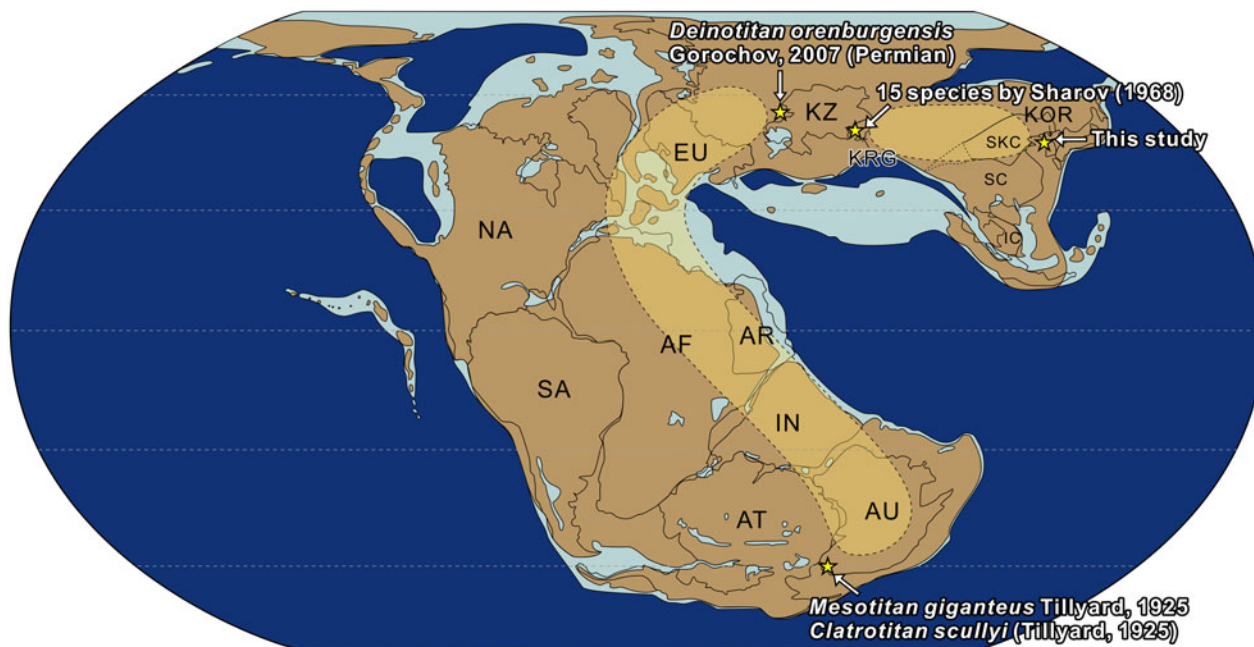 Deinotitan orenburgensis
Gorochov, 2007 (Permian)
15 species by Sharov (1968)
KZ
KOR
This study
SKC
EU
KRG
SC
NA
IC
AR
AF
SA
IN
AU
AT
Mesotitan giganteus Tillyard, 1925
Clatrotitan scullyi (Tillyard, 1925)